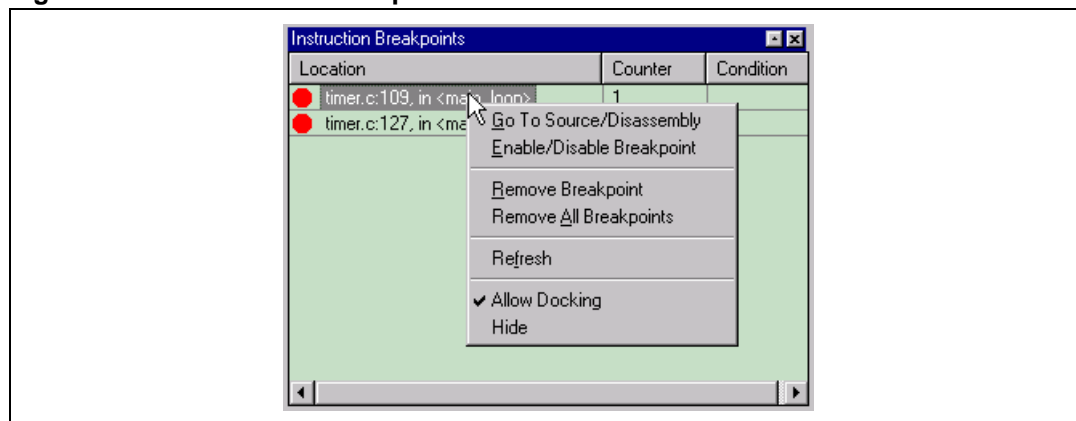 Instruction Breakpoints
Location Counter Condition
timer.c:109, in <main_loop> 1
timer.c:127, in <ma
Go To Source/Disassembly
Enable/Disable Breakpoint
Remove Breakpoint
Remove All Breakpoints
Refresh
Allow Docking
Hide